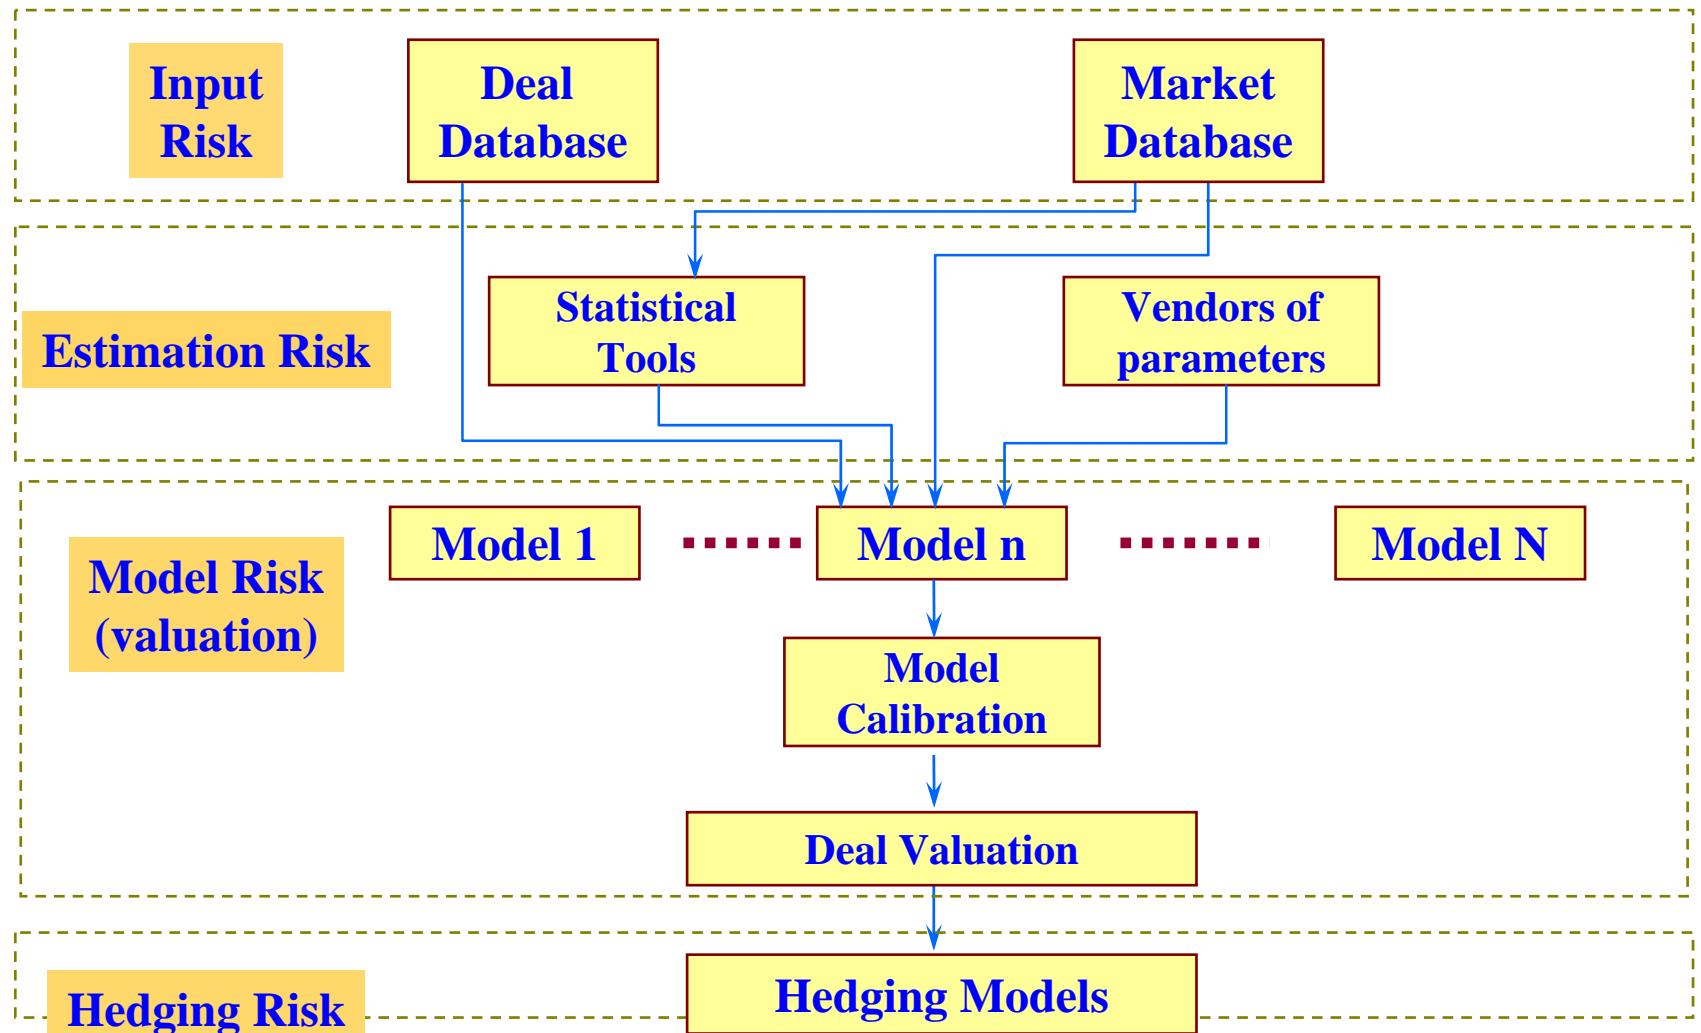 Input
Risk
Deal
Database
Market
Database
Estimation Risk
Statistical
Tools
Vendors of
parameters
Model Risk
(valuation)
Model 1
Model n
Model N
Model
Calibration
Deal Valuation
Hedging Risk
Hedging Models